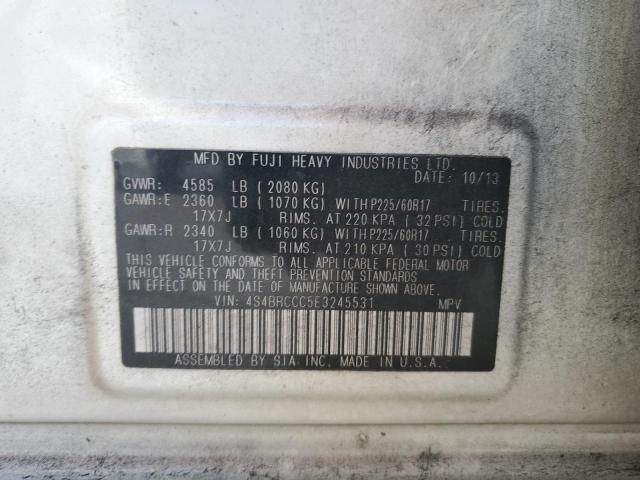 MFD BY FUJI HEAVY INDUSTRIES LTD.
DATE: 10/13
GVWR: 4585 LB ( 2080 KG)
GAWR:E 2360 LB ( 1070 KG) WITH P225/60R17 TIRES.
17X7J RIMS. AT 220 KPA ( 32 PSI) COLD
GAWR:R 2340 LB ( 1060 KG) WITH P225/60R17 TIRES.
17X7J RIMS. AT 210 KPA ( 30 PSI) COLD
THIS VEHICLE CONFORMS TO ALL APPLICABLE FEDERAL MOTOR
VEHICLE SAFETY AND THEFT PREVENTION STANDARDS
IN EFFECT ON THE DATE OF MANUFACTURE SHOWN ABOVE.
VIN: 4S4BRCCC5E3245531 MPV
ASSEMBLED BY SIA INC. MADE IN U.S.A.